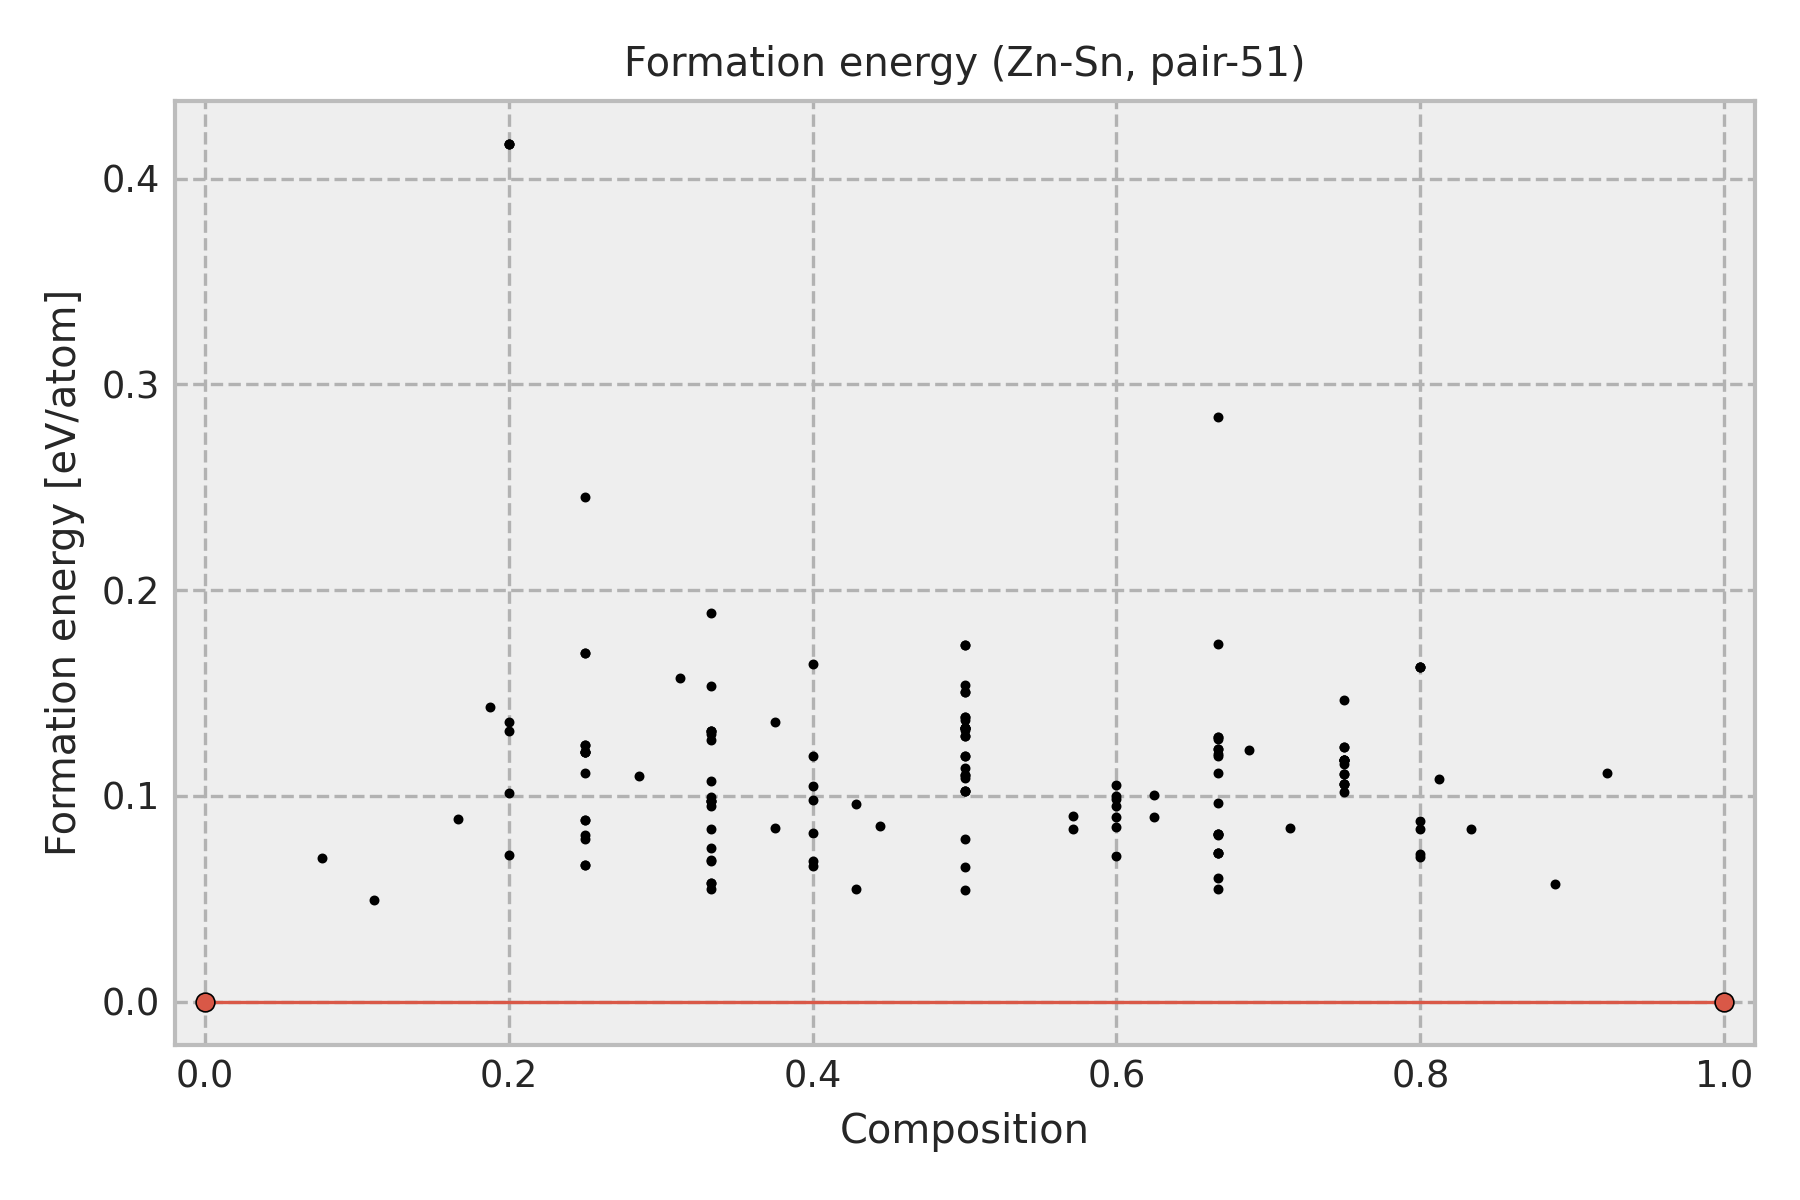 Formation energy (Zn-Sn, pair-51)
Formation energy [eV/atom]
0.4
0.3
0.2
0.1
0.0
0.0 0.2 0.4 0.6 0.8 1.0
Composition